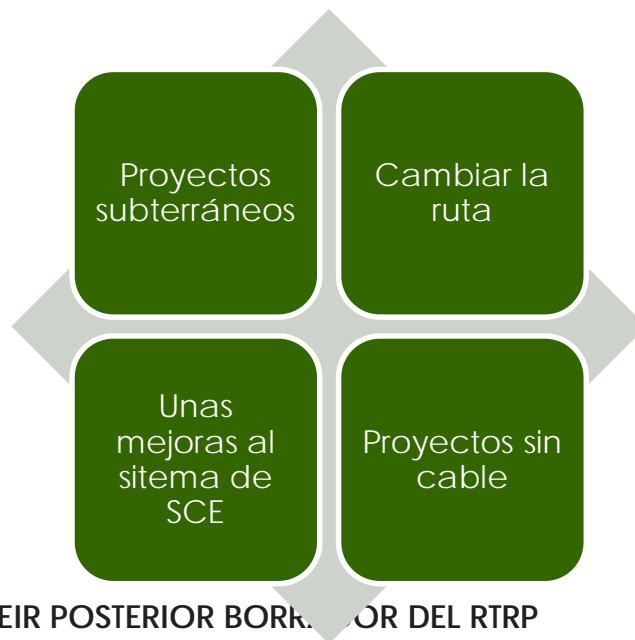 Proyectos
subterráneos
Cambiar la
ruta
Unas
mejoras al
sitema de
SCE
Proyectos sin
cable
EIR POSTERIOR DEL RTRP